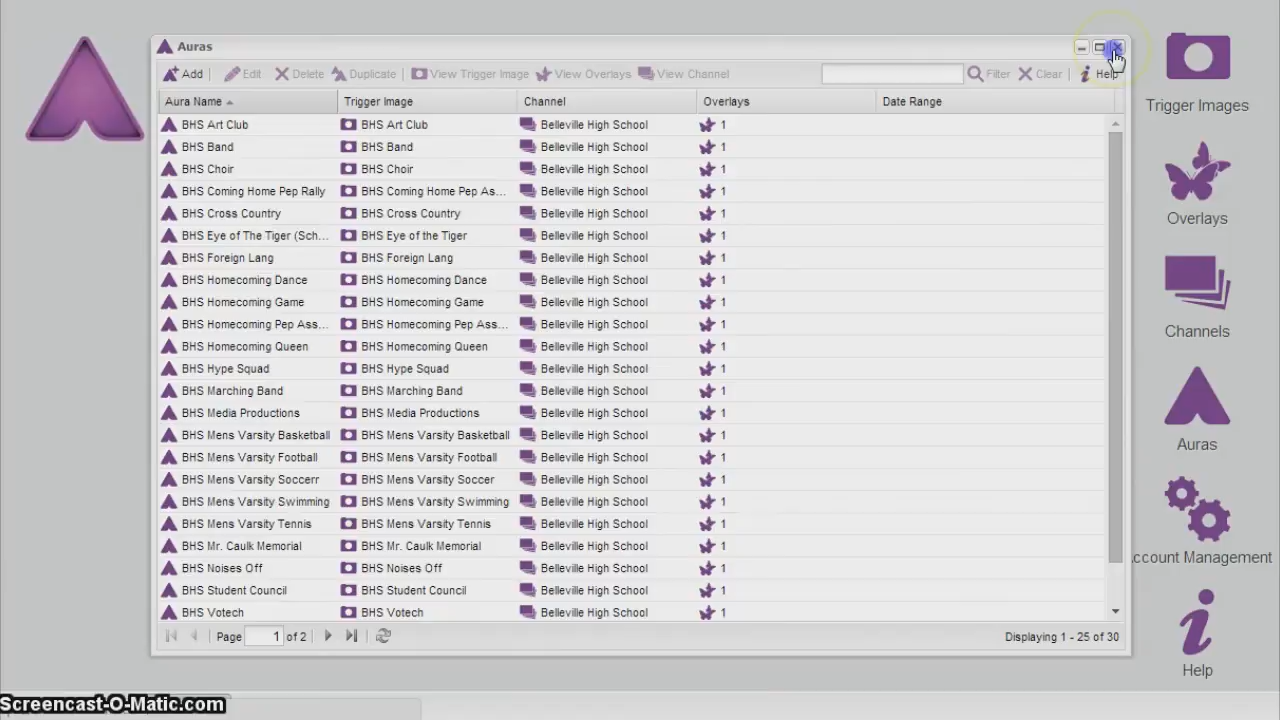 Auras
Add Edit Delete Duplicate View Trigger Image View Overlays View Channel Filter Clear Help
Aura Name Trigger Image Channel Overlays Date Range
BHS Art Club BHS Art Club Belleville High School 1
BHS Band BHS Band Belleville High School 1
BHS Choir BHS Choir Belleville High School 1
BHS Coming Home Pep Rally BHS Coming Home Pep As... Belleville High School 1
BHS Cross Country BHS Cross Country Belleville High School 1
BHS Eye of The Tiger (Sch... BHS Eye of the Tiger Belleville High School 1
BHS Foreign Lang BHS Foreign Lang Belleville High School 1
BHS Homecoming Dance BHS Homecoming Dance Belleville High School 1
BHS Homecoming Game BHS Homecoming Game Belleville High School 1
BHS Homecoming Pep Ass... BHS Homecoming Pep Ass... Belleville High School 1
BHS Homecoming Queen BHS Homecoming Queen Belleville High School 1
BHS Hype Squad BHS Hype Squad Belleville High School 1
BHS Marching Band BHS Marching Band Belleville High School 1
BHS Media Productions BHS Media Productions Belleville High School 1
BHS Mens Varsity Basketball BHS Mens Varsity Basketball Belleville High School 1
BHS Mens Varsity Football BHS Mens Varsity Football Belleville High School 1
BHS Mens Varsity Soccerr BHS Mens Varsity Soccer Belleville High School 1
BHS Mens Varsity Swimming BHS Mens Varsity Swimming Belleville High School 1
BHS Mens Varsity Tennis BHS Mens Varsity Tennis Belleville High School 1
BHS Mr. Caulk Memorial BHS Mr. Caulk Memorial Belleville High School 1
BHS Noises Off BHS Noises Off Belleville High School 1
BHS Student Council BHS Student Council Belleville High School 1
BHS Votech BHS Votech Belleville High School 1
Page 1 of 2 Displaying 1 - 25 of 30
Trigger Images
Overlays
Channels
Auras
ccount Management
Help
Screencast-O-Matic.com